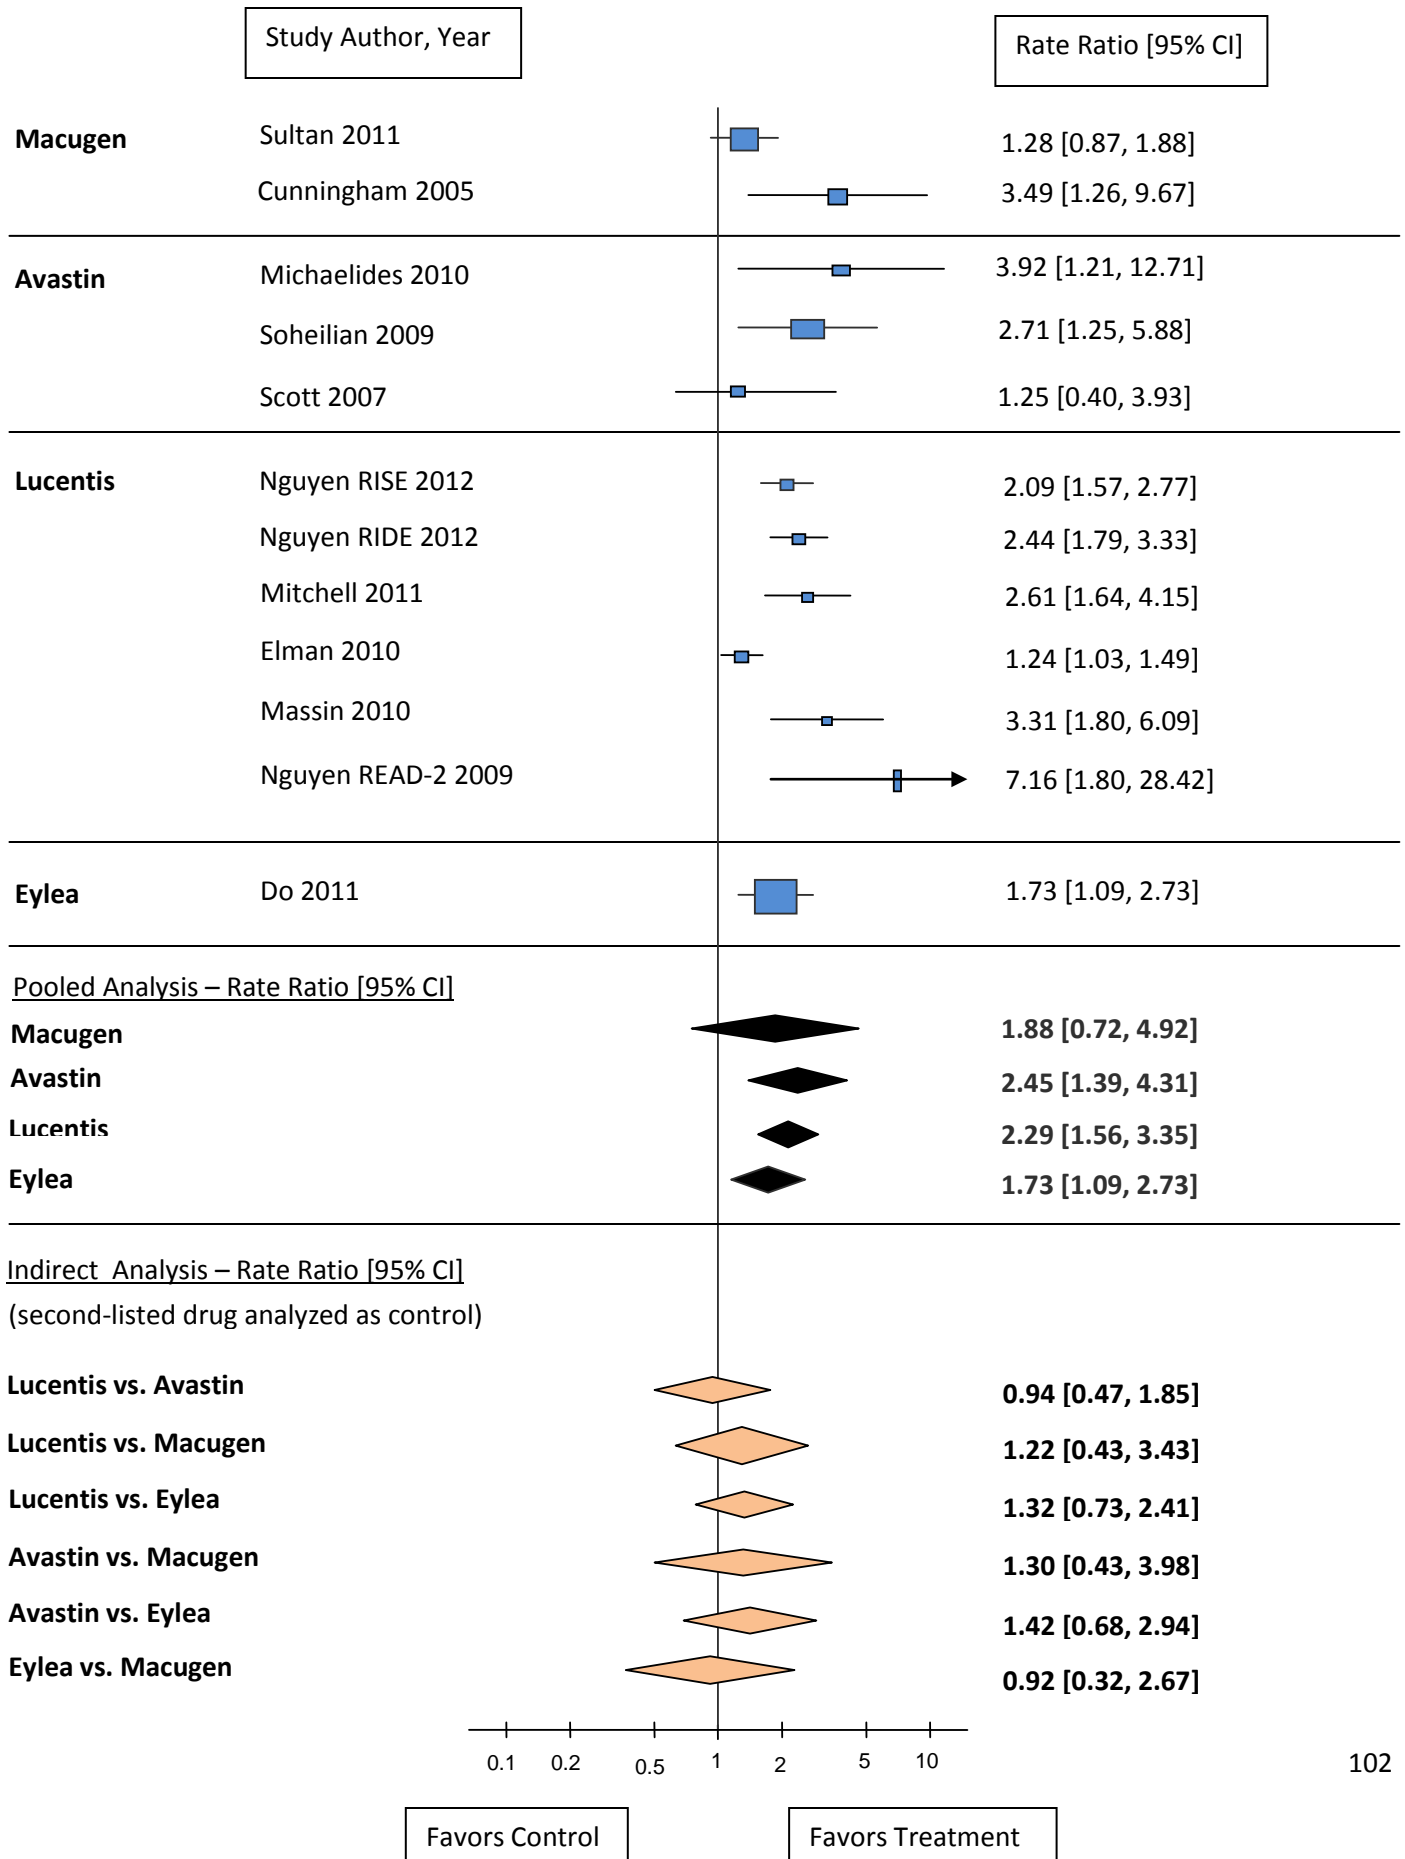 Study Author, Year Rate Ratio [95% CI]
Macugen Sultan 2011 1.28 [0.87, 1.88]
Cunningham 2005 3.49 [1.26, 9.67]
Avastin Michaelides 2010 3.92 [1.21, 12.71]
Soheilian 2009 2.71 [1.25, 5.88]
Scott 2007 1.25 [0.40, 3.93]
Lucentis Nguyen RISE 2012 2.09 [1.57, 2.77]
Nguyen RIDE 2012 2.44 [1.79, 3.33]
Mitchell 2011 2.61 [1.64, 4.15]
Elman 2010 1.24 [1.03, 1.49]
Massin 2010 3.31 [1.80, 6.09]
Nguyen READ-2 2009 7.16 [1.80, 28.42]
Eylea Do 2011 1.73 [1.09, 2.73]
Pooled Analysis – Rate Ratio [95% CI]
Macugen 1.88 [0.72, 4.92]
Avastin 2.45 [1.39, 4.31]
Lucentis 2.29 [1.56, 3.35]
Eylea 1.73 [1.09, 2.73]
Indirect Analysis – Rate Ratio [95% CI]
(second-listed drug analyzed as control)
Lucentis vs. Avastin 0.94 [0.47, 1.85]
Lucentis vs. Macugen 1.22 [0.43, 3.43]
Lucentis vs. Eylea 1.32 [0.73, 2.41]
Avastin vs. Macugen 1.30 [0.43, 3.98]
Avastin vs. Eylea 1.42 [0.68, 2.94]
Eylea vs. Macugen 0.92 [0.32, 2.67]
0.1 0.2 0.5 1 2 5 10
102
Favors Control Favors Treatment